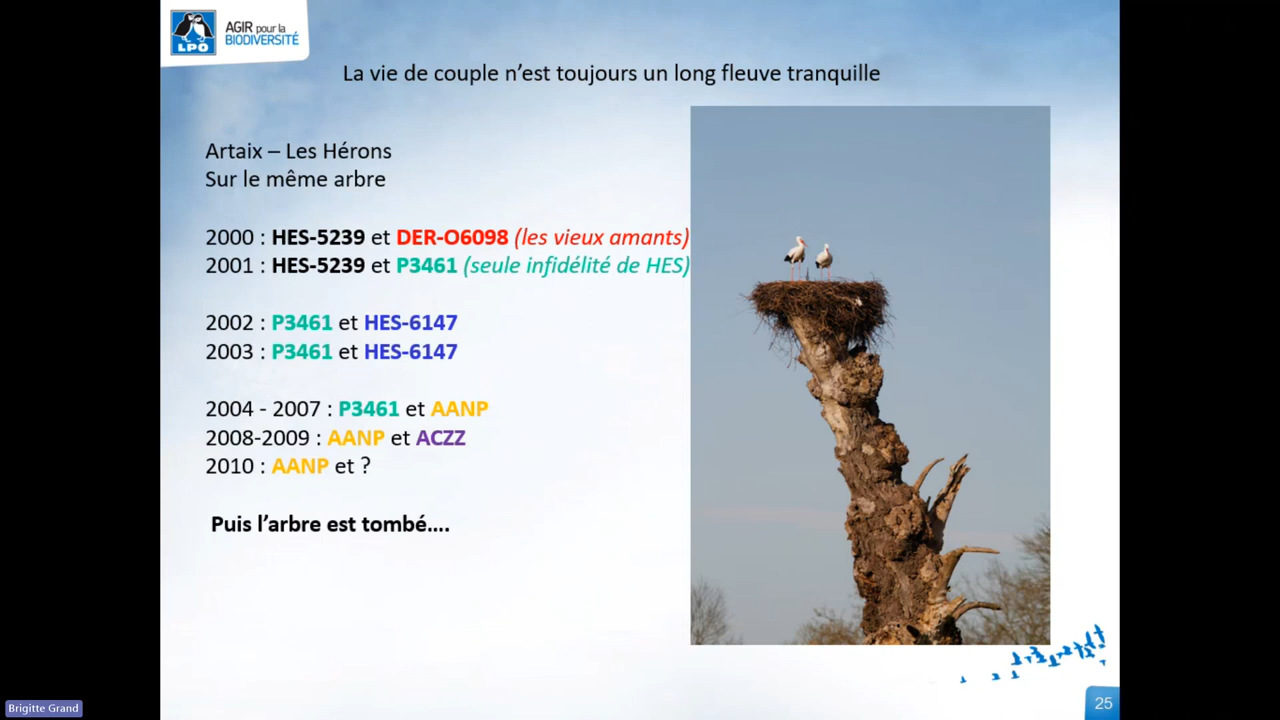 LPO
AGIR pour la
BIODIVERSITÉ
La vie de couple n’est toujours un long fleuve tranquille
Artaix – Les Hérons
Sur le même arbre
2000 : HES-5239 et DER-O6098 (les vieux amants)
2001 : HES-5239 et P3461 (seule infidélité de HES)
2002 : P3461 et HES-6147
2003 : P3461 et HES-6147
2004 - 2007 : P3461 et AANP
2008-2009 : AANP et ACZZ
2010 : AANP et ?
Puis l’arbre est tombé....
25
Brigitte Grand